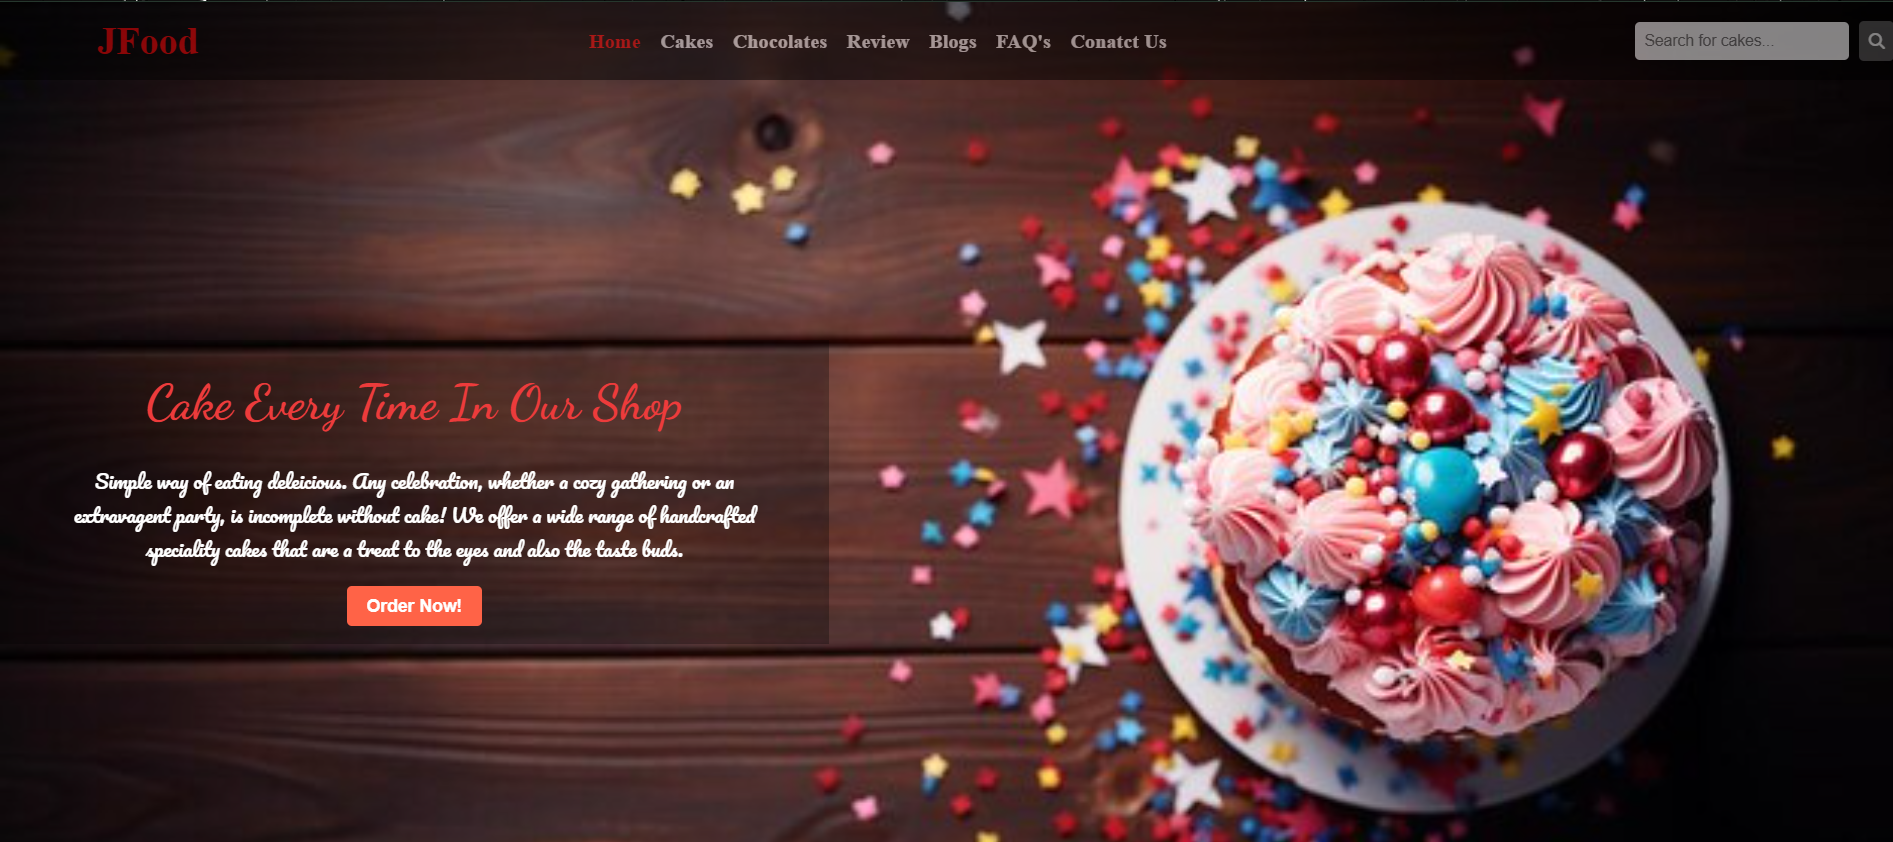 JFood
Home Cakes Chocolates Review Blogs FAQ's Conatct Us
Search for cakes...
Cake Every Time In Our Shop
Simple way of eating deleicious. Any celebration, whether a cozy gathering or an
extravagent party, is incomplete without cake! We offer a wide range of handcrafted
speciality cakes that are a treat to the eyes and also the taste buds.
Order Now!